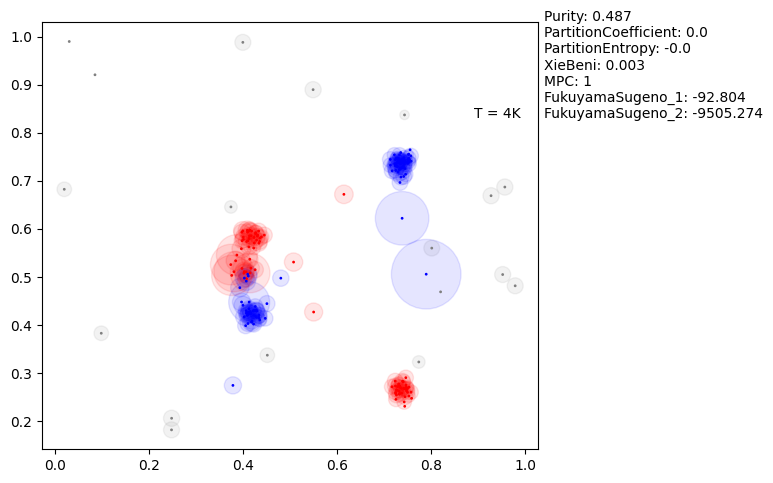 Purity: 0.487
PartitionCoefficient: 0.0
PartitionEntropy: -0.0
XieBeni: 0.003
MPC: 1
FukuyamaSugeno_1: -92.804
FukuyamaSugeno_2: -9505.274
T = 4K
1.0
0.9
0.8
0.7
0.6
0.5
0.4
0.3
0.2
0.0 0.2 0.4 0.6 0.8 1.0